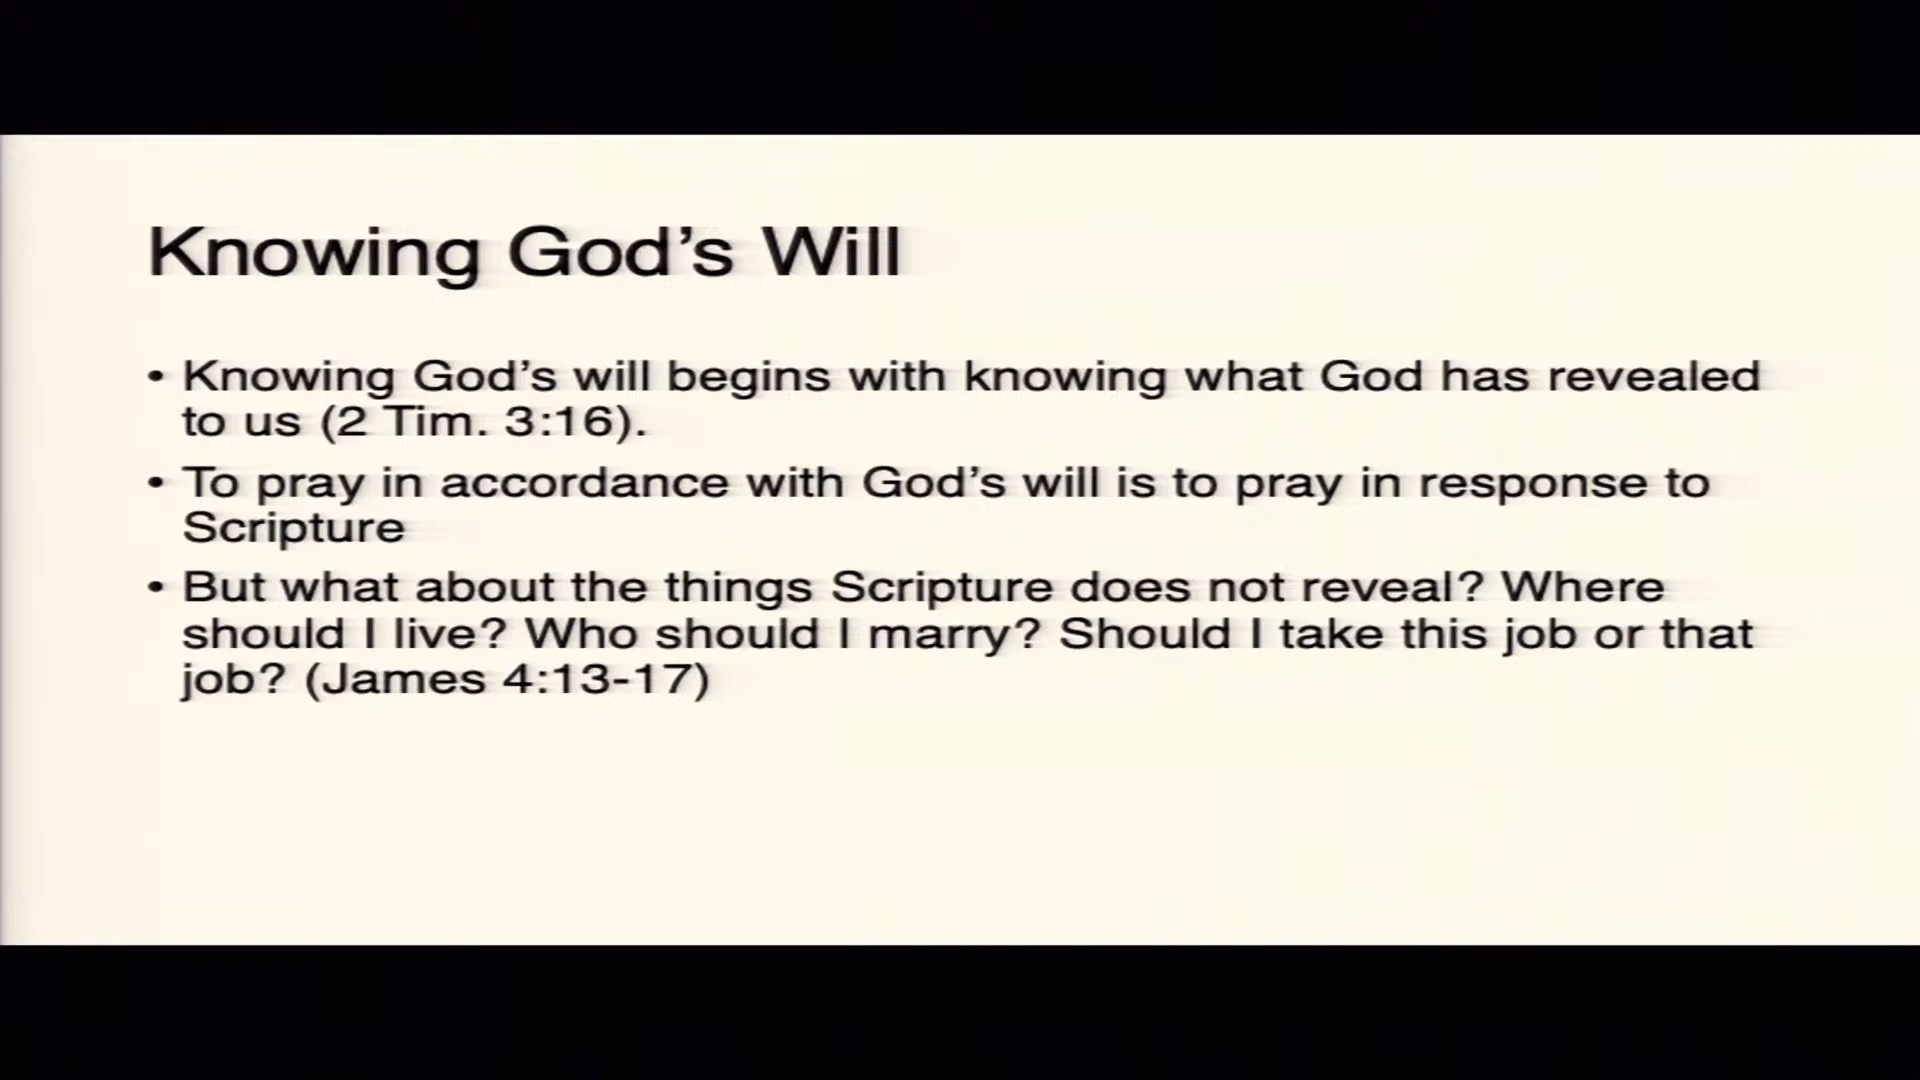 Knowing God’s Will
• Knowing God’s will begins with knowing what God has revealed
to us (2 Tim. 3:16).
• To pray in accordance with God’s will is to pray in response to
Scripture
• But what about the things Scripture does not reveal? Where
should I live? Who should I marry? Should I take this job or that
job? (James 4:13-17)